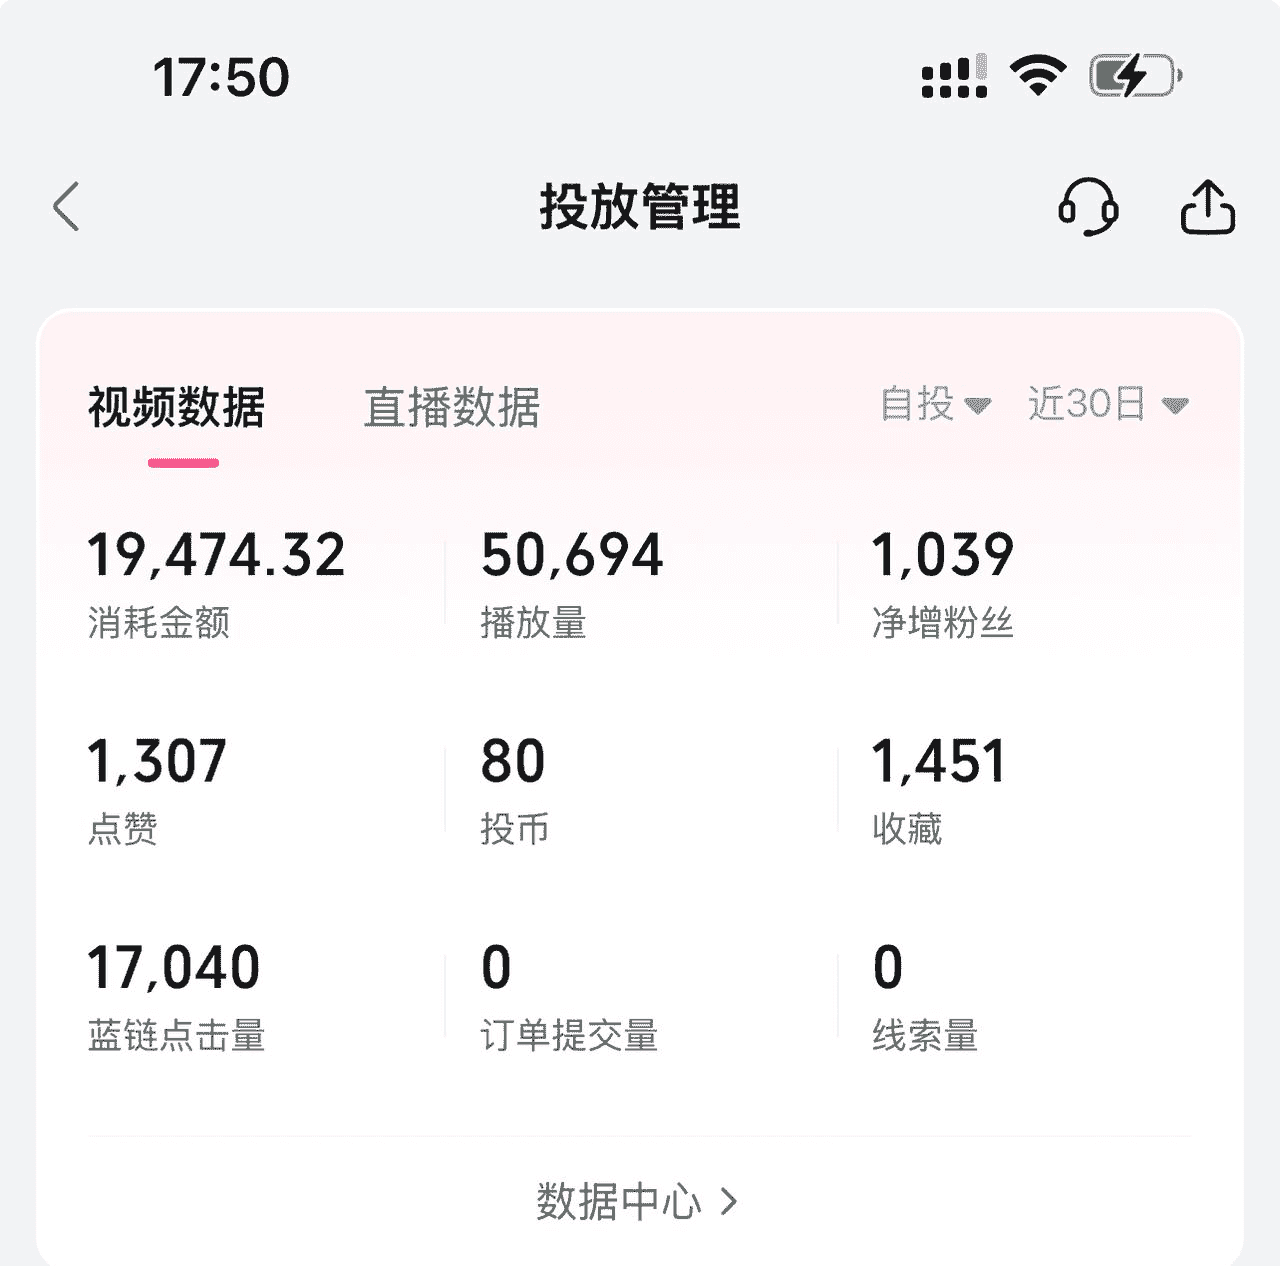 17:50
投放管理
视频数据 直播数据 自投 近30日
19,474.32 50,694 1,039
消耗金额 播放量 净增粉丝
1,307 80 1,451
点赞 投币 收藏
17,040 0 0
蓝链点击量 订单提交量 线索量
数据中心